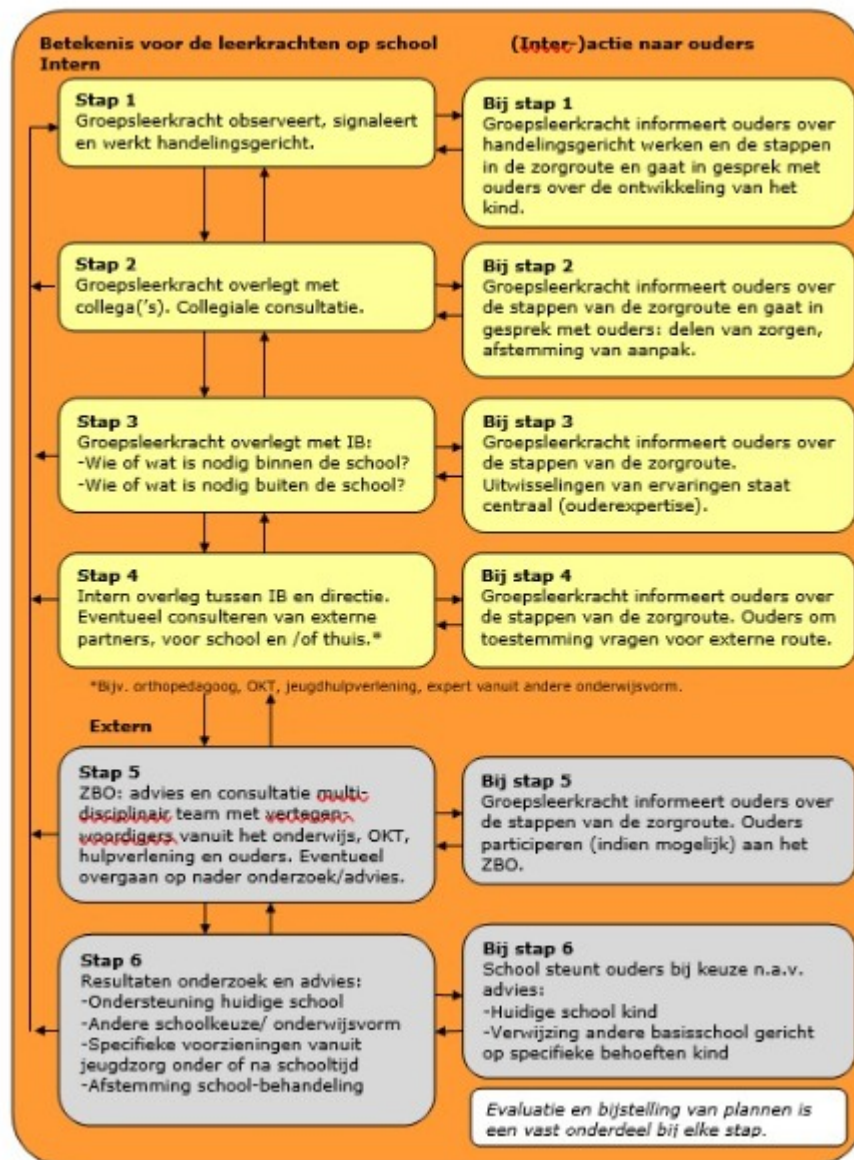 Betekenis voor de leerkrachten op school
Intern
(Inter-)actie naar ouders
Stap 1
Groepsleerkracht observeert, signaleert
en werkt handelingsgericht.
Bij stap 1
Groepsleerkracht informeert ouders over
handelingsgericht werken en de stappen
in de zorgroute en gaat in gesprek met
ouders over de ontwikkeling van het
kind.
Stap 2
Groepsleerkracht overlegt met
collega('s). Collegiale consultatie.
Bij stap 2
Groepsleerkracht informeert ouders over
de stappen van de zorgroute en gaat in
gesprek met ouders: delen van zorgen,
afstemming van aanpak.
Stap 3
Groepsleerkracht overlegt met IB:
-Wie of wat is nodig binnen de school?
-Wie of wat is nodig buiten de school?
Bij stap 3
Groepsleerkracht informeert ouders over
de stappen van de zorgroute.
Uitwisselingen van ervaringen staat
centraal (ouderexpertise).
Stap 4
Intern overleg tussen IB en directie.
Eventueel consulteren van externe
partners, voor school en /of thuis.*
Bij stap 4
Groepsleerkracht informeert ouders over
de stappen van de zorgroute. Ouders om
toestemming vragen voor externe route.
*Bijv. orthopedagoog, OKT, jeugdhulpverlening, expert vanuit andere onderwijsvorm.
Extern
Stap 5
ZBO: advies en consultatie multi-
disciplinair team met vertegen-
woordigers vanuit het onderwijs, OKT,
hulpverlening en ouders. Eventueel
overgaan op nader onderzoek/advies.
Bij stap 5
Groepsleerkracht informeert ouders over
de stappen van de zorgroute. Ouders
participeren (indien mogelijk) aan het
ZBO.
Stap 6
Resultaten onderzoek en advies:
-Ondersteuning huidige school
-Andere schoolkeuze/ onderwijsvorm
-Specifieke voorzieningen vanuit
jeugdzorg onder of na schooltijd
-Afstemming school-behandeling
Bij stap 6
School steunt ouders bij keuze n.a.v.
advies:
-Huidige school kind
-Verwijzing andere basisschool gericht
op specifieke behoeften kind
Evaluatie en bijstelling van plannen is
een vast onderdeel bij elke stap.